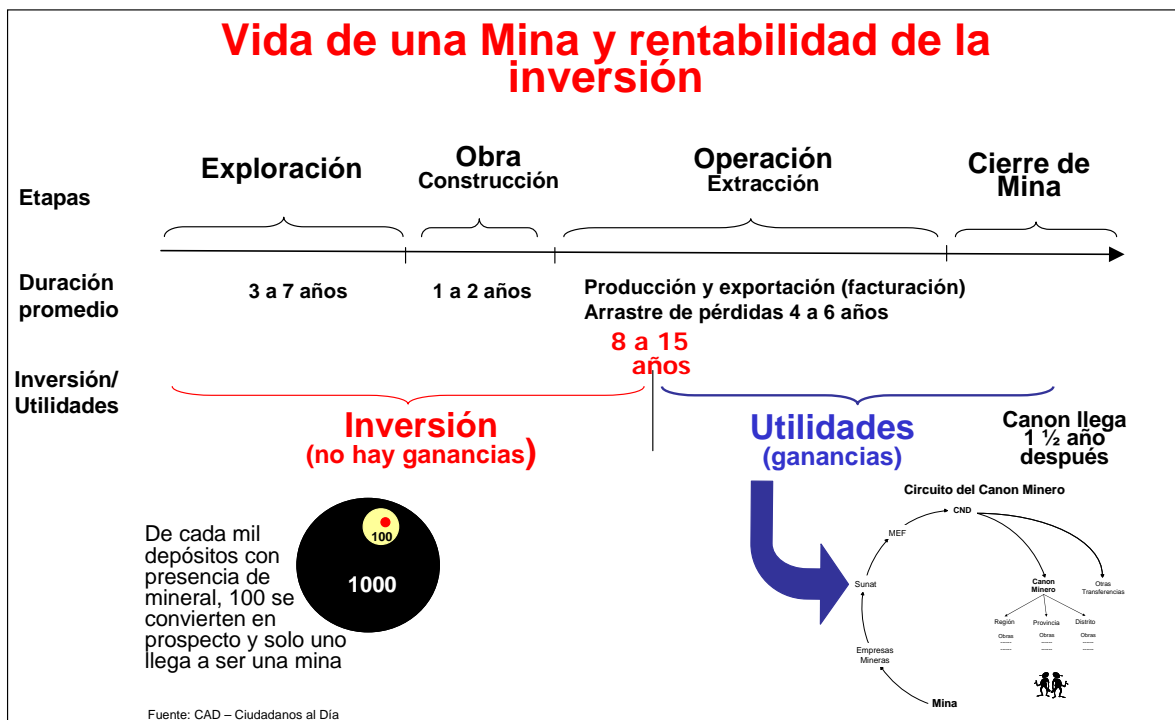 Vida de una Mina y rentabilidad de la
inversión
Etapas
Exploración
Obra
Construcción
Operación
Extracción
Cierre de
Mina
Duración
promedio
3 a 7 años
1 a 2 años
Producción y exportación (facturación)
Arrastre de pérdidas 4 a 6 años
8 a 15
años
Inversión/
Utilidades
Inversión
(no hay ganancias)
Utilidades
(ganancias)
Canon llega
1 ½ año
después
De cada mil
depósitos con
presencia de
mineral, 100 se
convierten en
prospecto y solo uno
llega a ser una mina
100
1000
Circuito del Canon Minero
CND
MEF
Sunat
Empresas
Mineras
Mina
Canon
Minero
Otras
Transferencias
Región
Provincia
Distrito
Obras
Obras
Obras
Fuente: CAD – Ciudadanos al Día